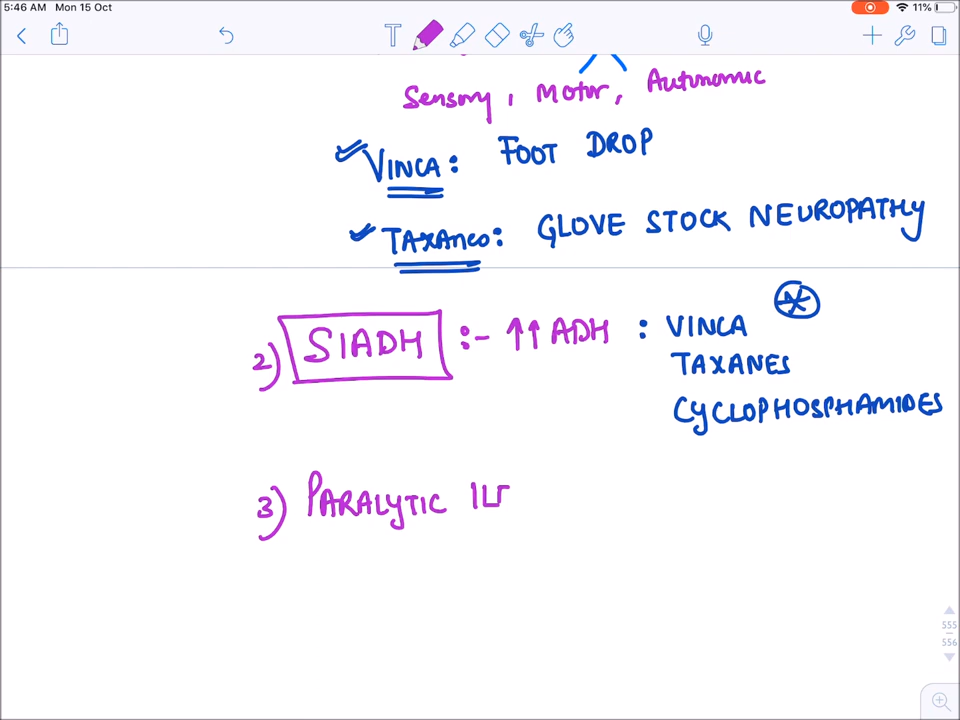 5:46 AM Mon 15 Oct 11%
T
Sensory, Motor, Autonomic
VINCA: FOOT DROP
TAXANES: GLOVE STOCK NEUROPATHY
2) SIADH :- ↑↑ ADH : VINCA
TAXANES
CYCLOPHOSPHAMIDES
3) PARALYTIC
555
556